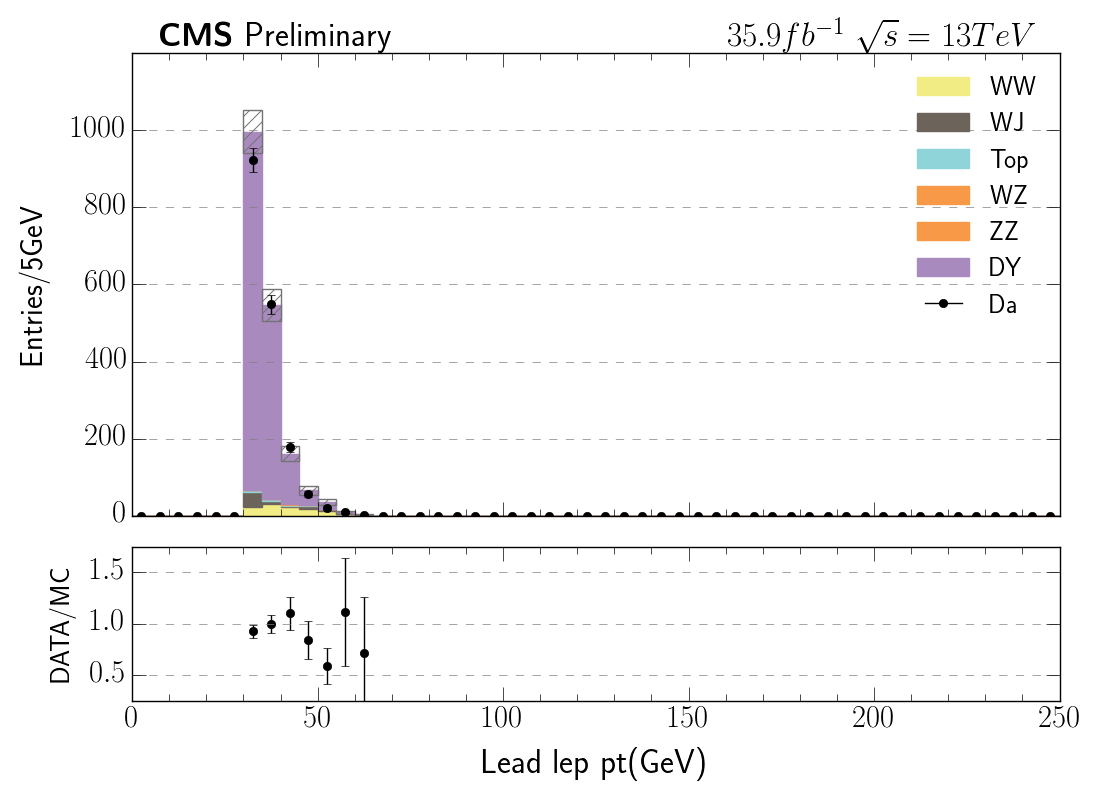 CMS Preliminary
35.9fb⁻¹ √s = 13TeV
WW
WJ
Top
WZ
ZZ
DY
Da
Entries/5GeV
1000
800
600
400
200
0
DATA/MC
1.5
1.0
0.5
0
50
100
150
200
250
Lead lep pt(GeV)